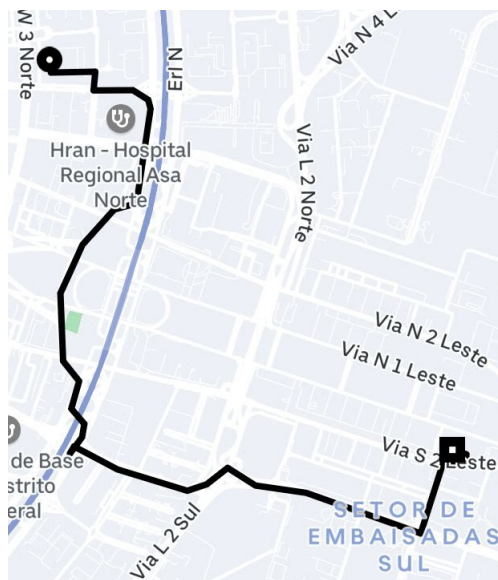 W 3 Norte
Via N 4 L
Erl N
Hran - Hospital
Regional Asa
Norte
Via L 2 Norte
Via N 2 Leste
Via N 1 Leste
Via S 2 Leste
de Base
strito
eral
SETOR DE
EMBAIXADAS
SUL
Via L 2 Sul